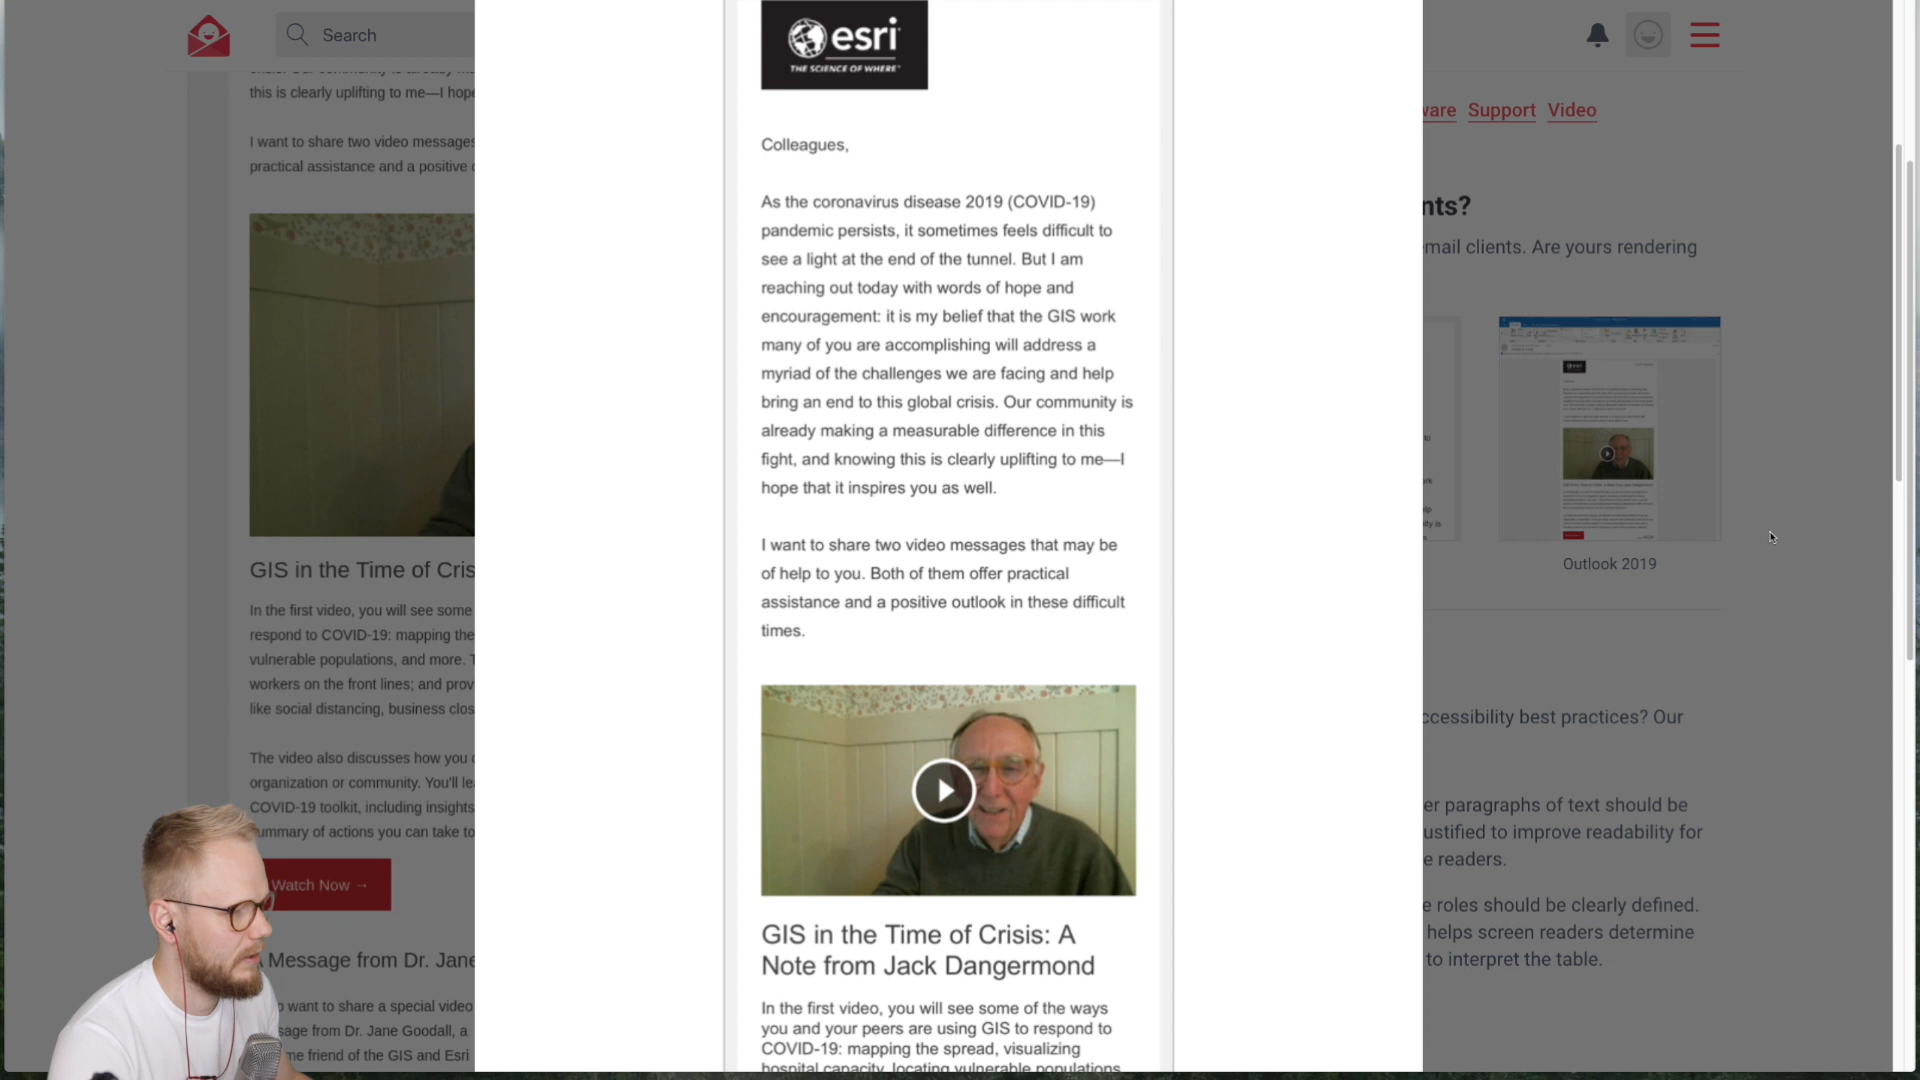 Search
this is clearly uplifting to me—I hope
I want to share two video messages
practical assistance and a positive
GIS in the Time of Cris
In the first video, you will see some
respond to COVID-19: mapping the
vulnerable populations, and more.
workers on the front lines; and prov
like social distancing, business clos
The video also discusses how you
organization or community. You'll le
COVID-19 toolkit, including insights
summary of actions you can take to
Watch Now →
Message from Dr. Jane
want to share a special video
sage from Dr. Jane Goodall, a
me friend of the GIS and Esri
esri
THE SCIENCE OF WHERE™
Colleagues,
As the coronavirus disease 2019 (COVID-19)
pandemic persists, it sometimes feels difficult to
see a light at the end of the tunnel. But I am
reaching out today with words of hope and
encouragement: it is my belief that the GIS work
many of you are accomplishing will address a
myriad of the challenges we are facing and help
bring an end to this global crisis. Our community is
already making a measurable difference in this
fight, and knowing this is clearly uplifting to me—I
hope that it inspires you as well.
I want to share two video messages that may be
of help to you. Both of them offer practical
assistance and a positive outlook in these difficult
times.
GIS in the Time of Crisis: A
Note from Jack Dangermond
In the first video, you will see some of the ways
you and your peers are using GIS to respond to
COVID-19: mapping the spread, visualizing
hospital capacity, locating vulnerable populations,
ware Support Video
nts?
mail clients. Are yours rendering
esri
Outlook 2019
ccessibility best practices? Our
er paragraphs of text should be
ustified to improve readability for
e readers.
e roles should be clearly defined.
helps screen readers determine
to interpret the table.